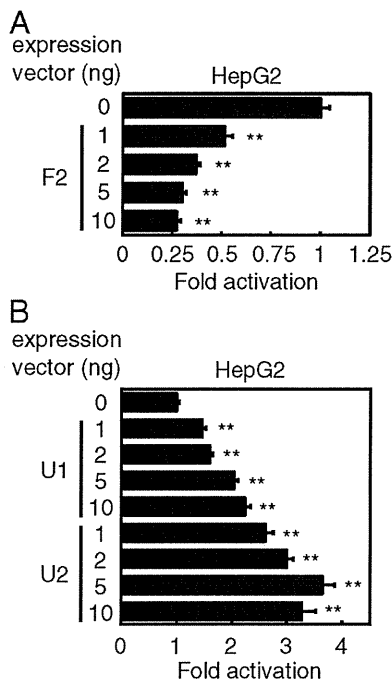 A
expression
vector (ng)
HepG2
0
1
**
2
**
F2
5
**
10
**
0 0.25 0.5 0.75 1 1.25
Fold activation
B
expression
vector (ng)
HepG2
0
1
**
2
**
U1
5
**
10
**
1
**
2
**
U2
5
**
10
**
0 1 2 3 4
Fold activation